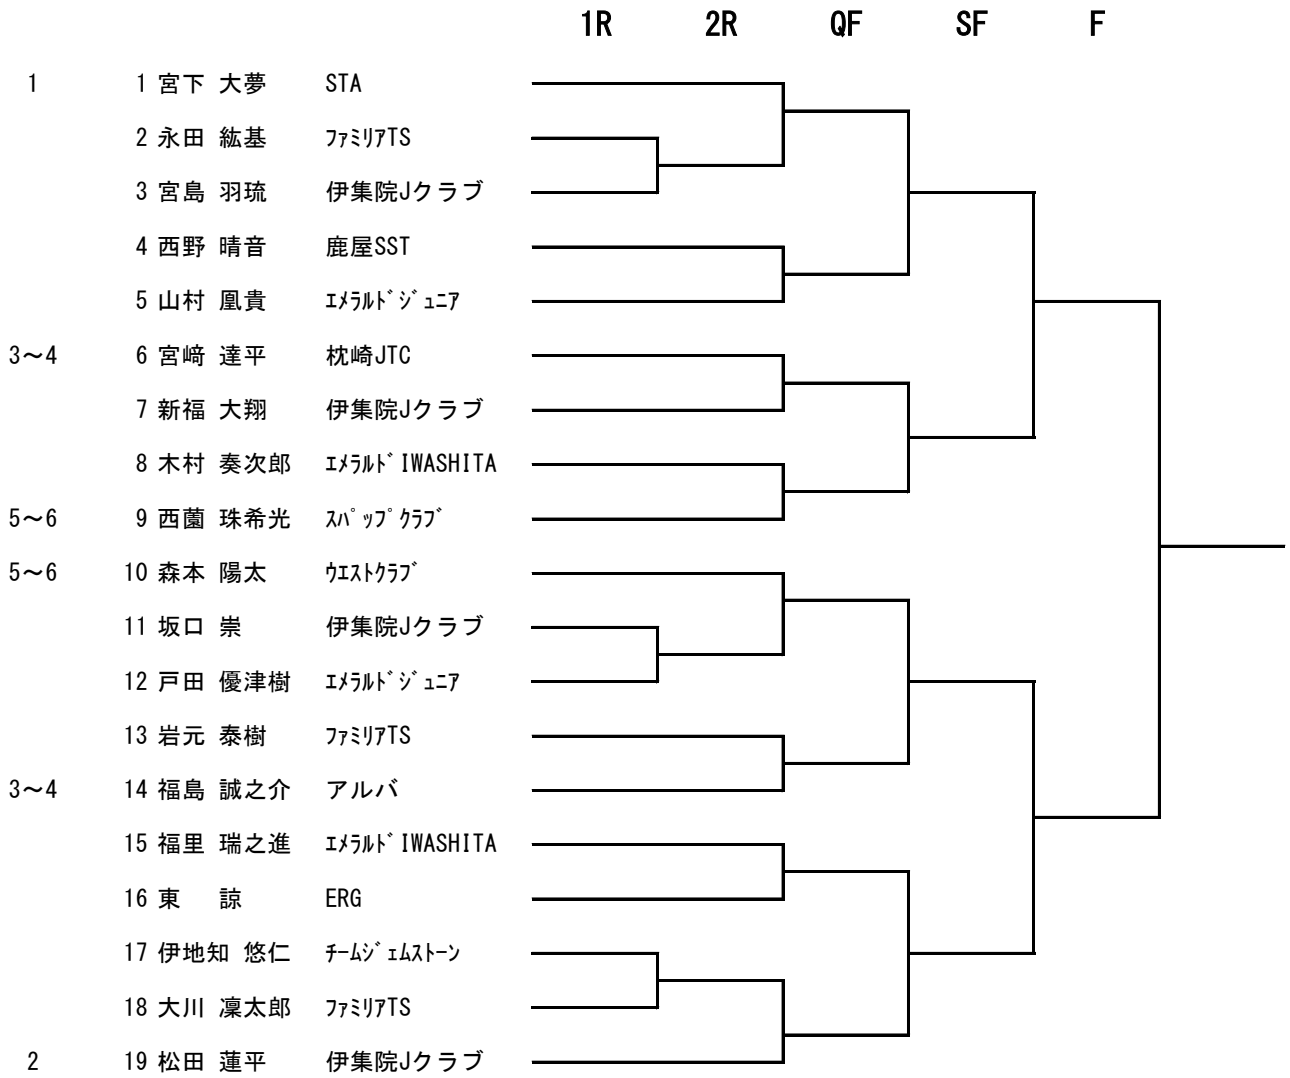 1R 2R QF SF F
1 1 宮下 大夢 STA
2 永田 紘基 ﾌｧﾐﾘｱTS
3 宮島 羽琉 伊集院Jクラブ
4 西野 晴音 鹿屋SST
5 山村 凰貴 ｴﾒﾗﾙﾄﾞｼﾞｭﾆｱ
3～4 6 宮﨑 達平 枕崎JTC
7 新福 大翔 伊集院Jクラブ
8 木村 奏次郎 ｴﾒﾗﾙﾄﾞIWASHITA
5～6 9 西薗 珠希光 ｽﾊﾟｯﾌﾟｸﾗﾌﾞ
5～6 10 森本 陽太 ｳｴｽﾄｸﾗﾌﾞ
11 坂口 崇 伊集院Jクラブ
12 戸田 優津樹 ｴﾒﾗﾙﾄﾞｼﾞｭﾆｱ
13 岩元 泰樹 ﾌｧﾐﾘｱTS
3～4 14 福島 誠之介 アルバ
15 福里 瑞之進 ｴﾒﾗﾙﾄﾞIWASHITA
16 東 諒 ERG
17 伊地知 悠仁 ﾁｰﾑｼﾞｪﾑｽﾄｰﾝ
18 大川 凜太郎 ﾌｧﾐﾘｱTS
2 19 松田 蓮平 伊集院Jクラブ